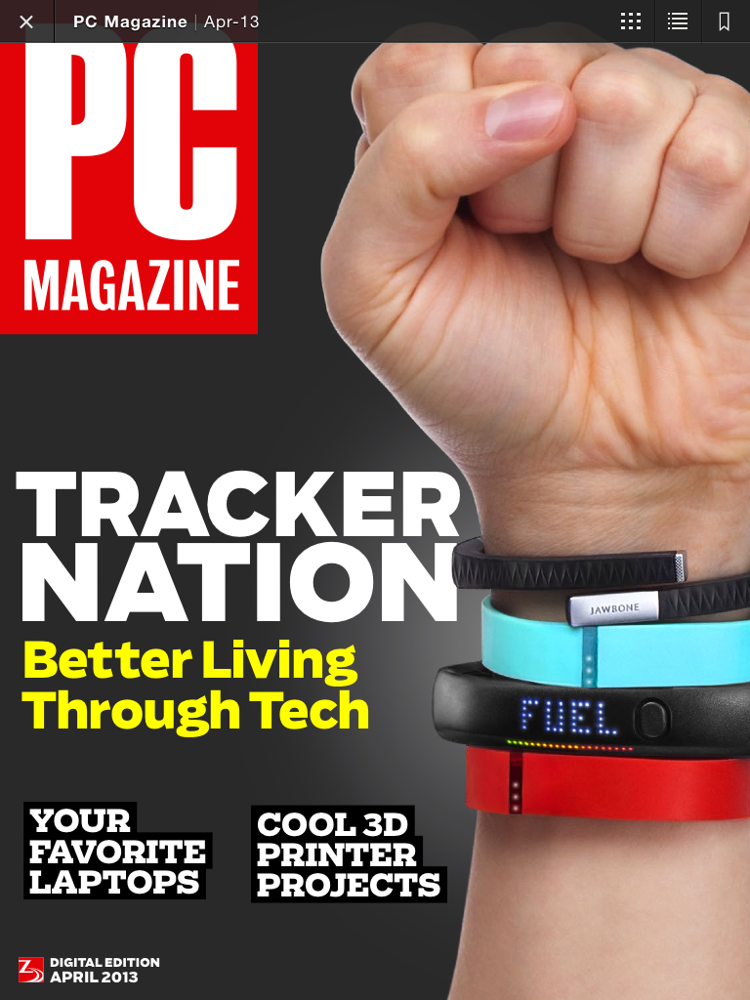 PC Magazine | Apr-13
PC
MAGAZINE
TRACKER
NATION
Better Living
Through Tech
JAWBONE
FUEL
YOUR
FAVORITE
LAPTOPS
COOL 3D
PRINTER
PROJECTS
DIGITAL EDITION
APRIL 2013